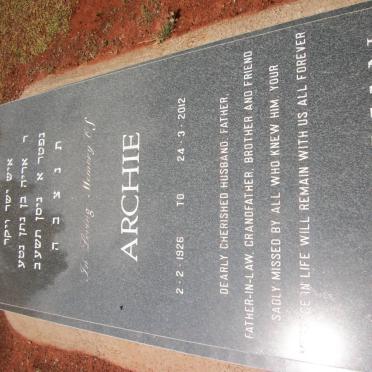 איש ישר ויקר
ר אריה בן נתן נטע
נפטר א ניסן תשע״ב
ת נ צ ב ה
In Loving Memory Of
ARCHIE
2 - 2 - 1926 TO 24 - 3 - 2012
DEARLY CHERISHED HUSBAND, FATHER,
FATHER-IN-LAW, GRANDFATHER, BROTHER AND FRIEND
SADLY MISSED BY ALL WHO KNEW HIM. YOUR
IN LIFE WILL REMAIN WITH US ALL FOREVER